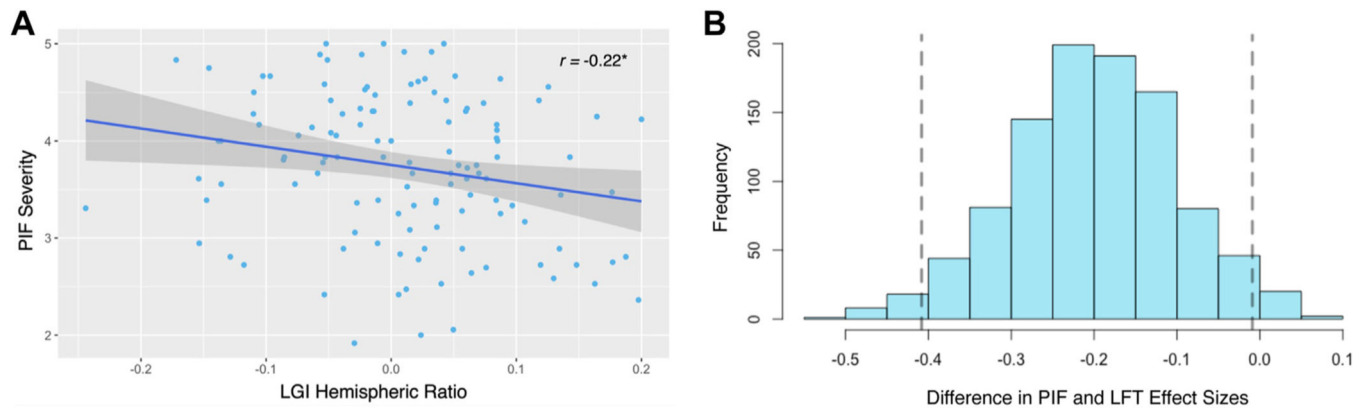 A
r = -0.22*
PIF Severity
5
4
3
2
-0.2 -0.1 0.0 0.1 0.2
LGI Hemispheric Ratio
B
Frequency
200
150
100
50
0
-0.5 -0.4 -0.3 -0.2 -0.1 0.0 0.1
Difference in PIF and LFT Effect Sizes